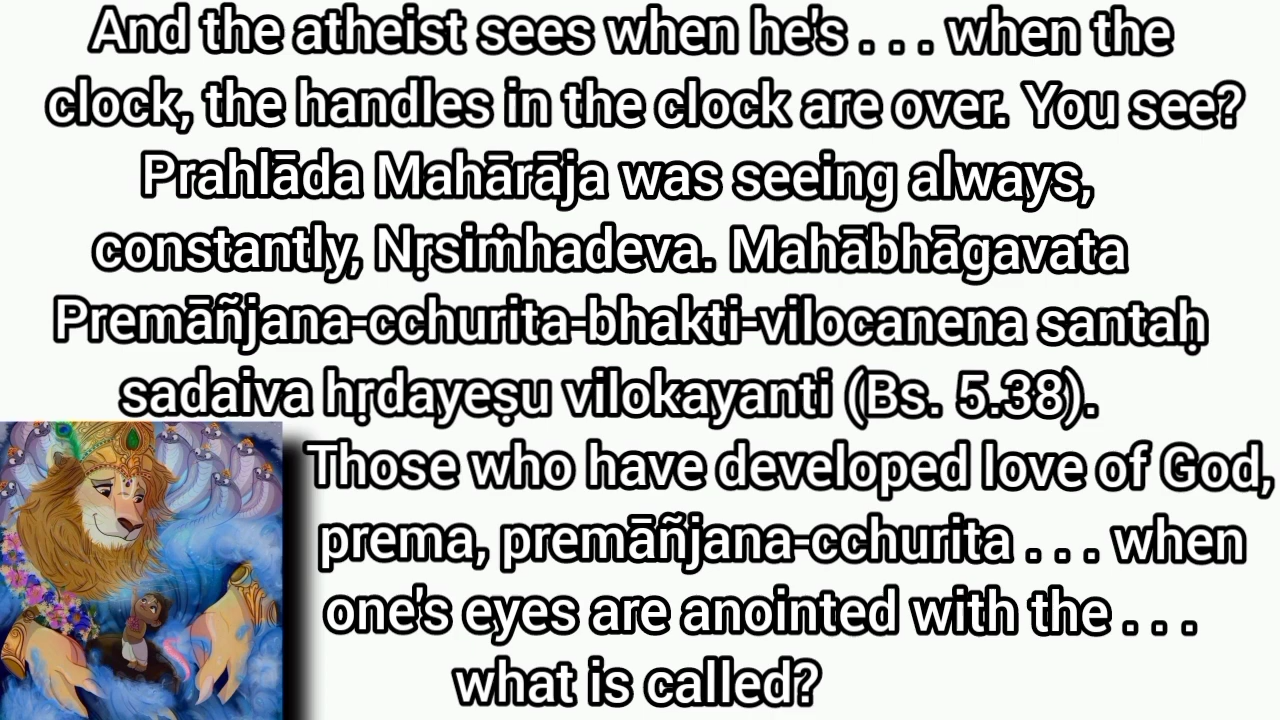 And the atheist sees when he's . . . when the
clock, the handles in the clock are over. You see?
Prahlāda Mahārāja was seeing always,
constantly, Nṛsiṁhadeva. Mahābhāgavata
Premāñjana-cchurita-bhakti-vilocanena santaḥ
sadaiva hṛdayeṣu vilokayanti (Bs. 5.38).
Those who have developed love of God,
prema, premāñjana-cchurita . . . when
one's eyes are anointed with the . . .
what is called?